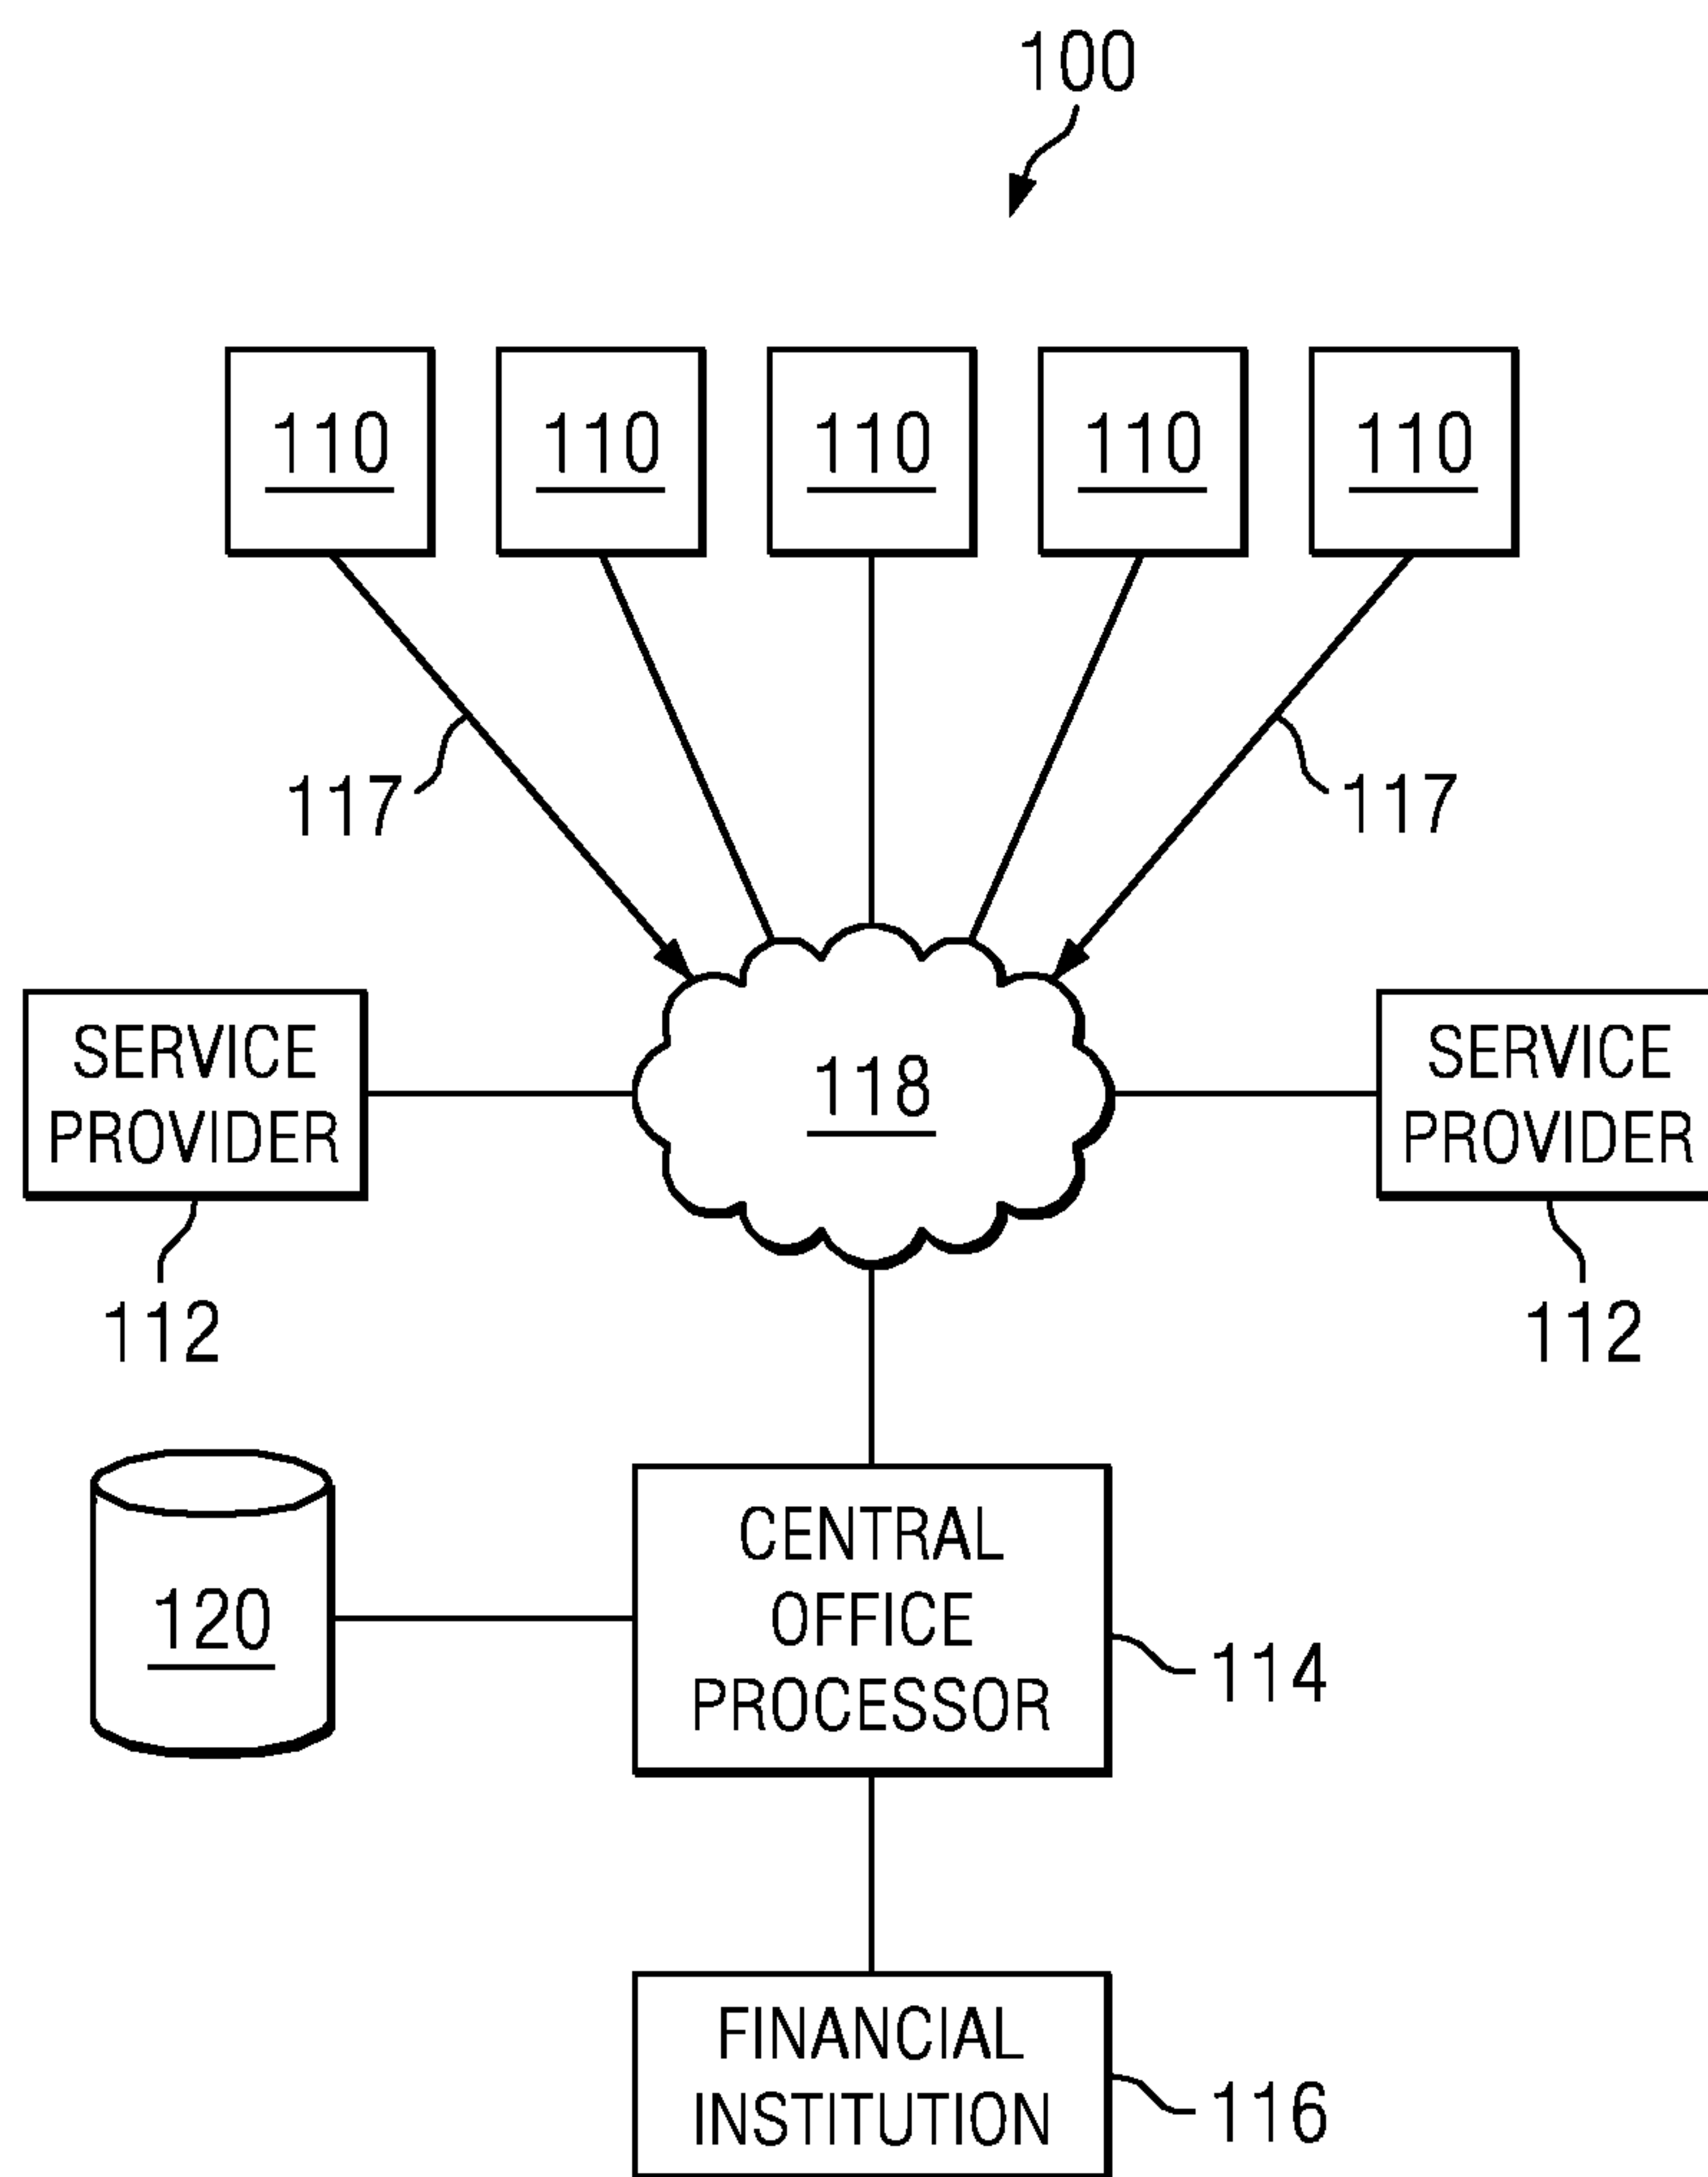 100
110 110 110 110 110
117 117
SERVICE
PROVIDER
118
SERVICE
PROVIDER
112 112
120
CENTRAL
OFFICE
PROCESSOR
114
FINANCIAL
INSTITUTION
116